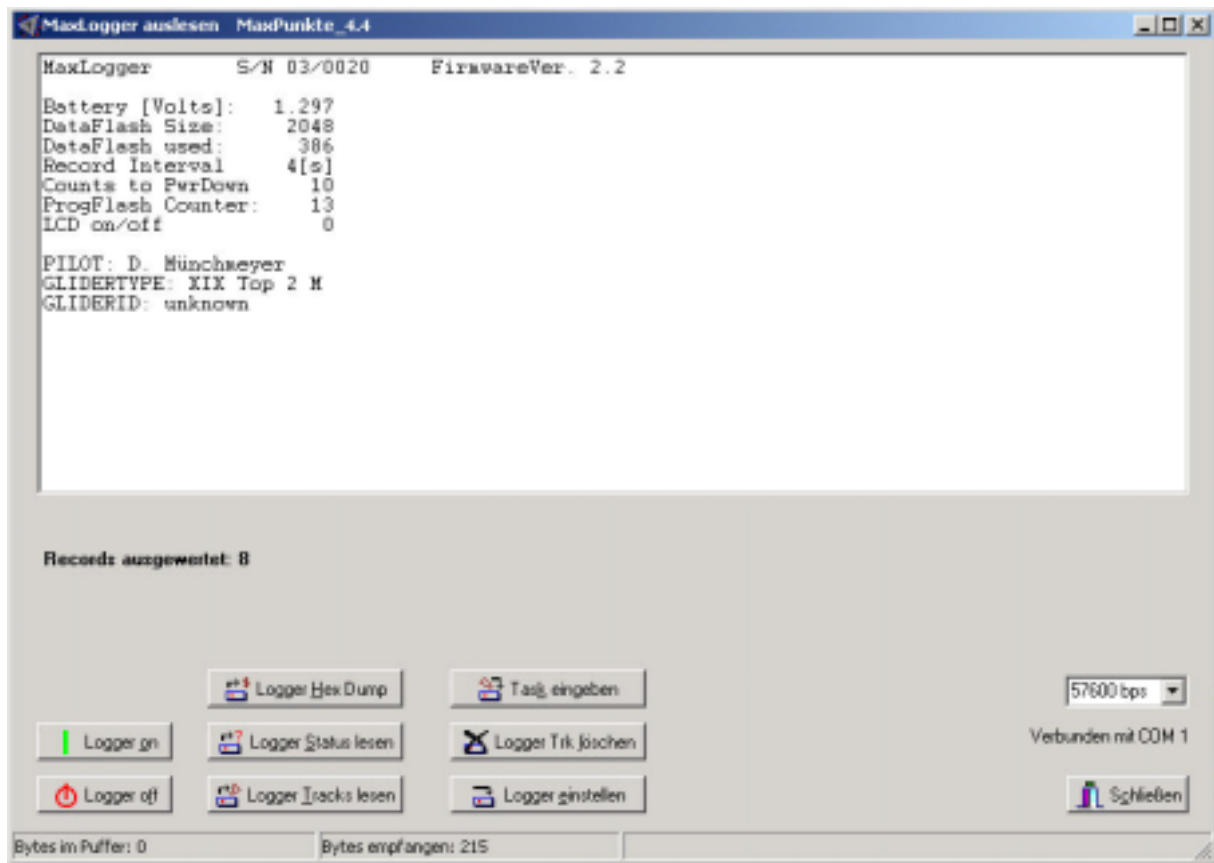 MaxLogger auslesen MaxPunkte_4.4
MaxLogger S/N 03/0020 FirmwareVer. 2.2
Battery [Volts]: 1.297
DataFlash Size: 2048
DataFlash used: 386
Record Interval 4[s]
Counts to PwrDown 10
ProgFlash Counter: 13
LCD on/off 0
PILOT: D. Münchmeyer
GLIDERTYPE: XIX Top 2 M
GLIDERID: unknown
Records ausgewertet: 8
Logger Hex Dump
Task eingeben
57600 bps
Logger on
Logger Status lesen
Logger Trk löschen
Verbunden mit COM 1
Logger off
Logger Tracks lesen
Logger einstellen
Schließen
Bytes im Puffer: 0
Bytes empfangen: 215